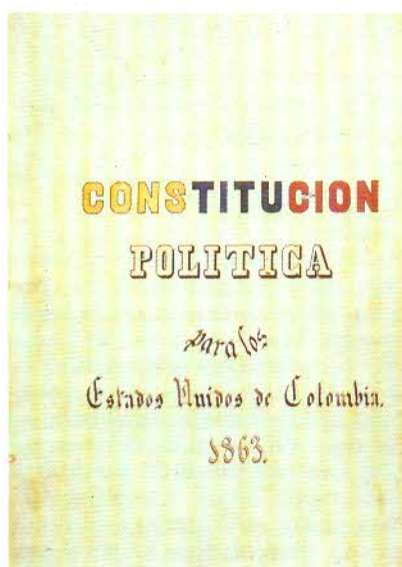 CONSTITUCION
POLITICA
para los
Estados Unidos de Colombia.
1863.